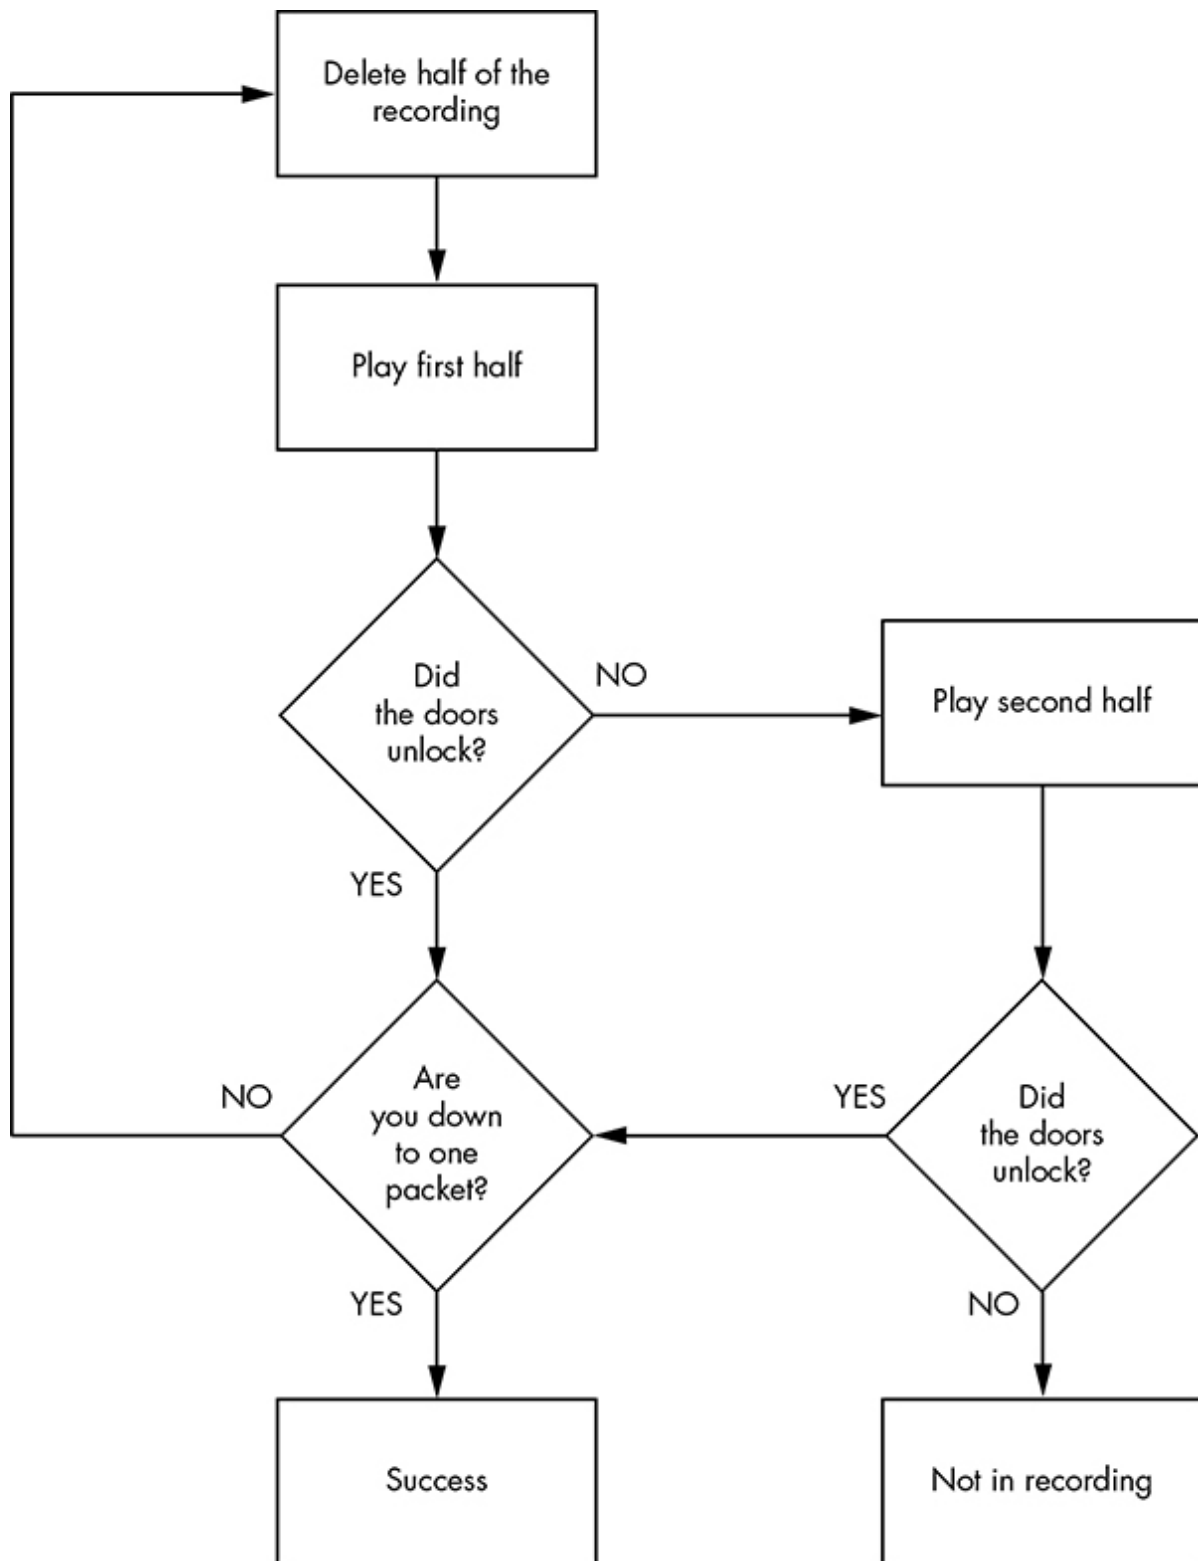 Delete half of the
recording
Play first half
Did
the doors
unlock?
NO
Play second half
YES
Are
you down
to one
packet?
NO
YES
Did
the doors
unlock?
YES
NO
Success
Not in recording